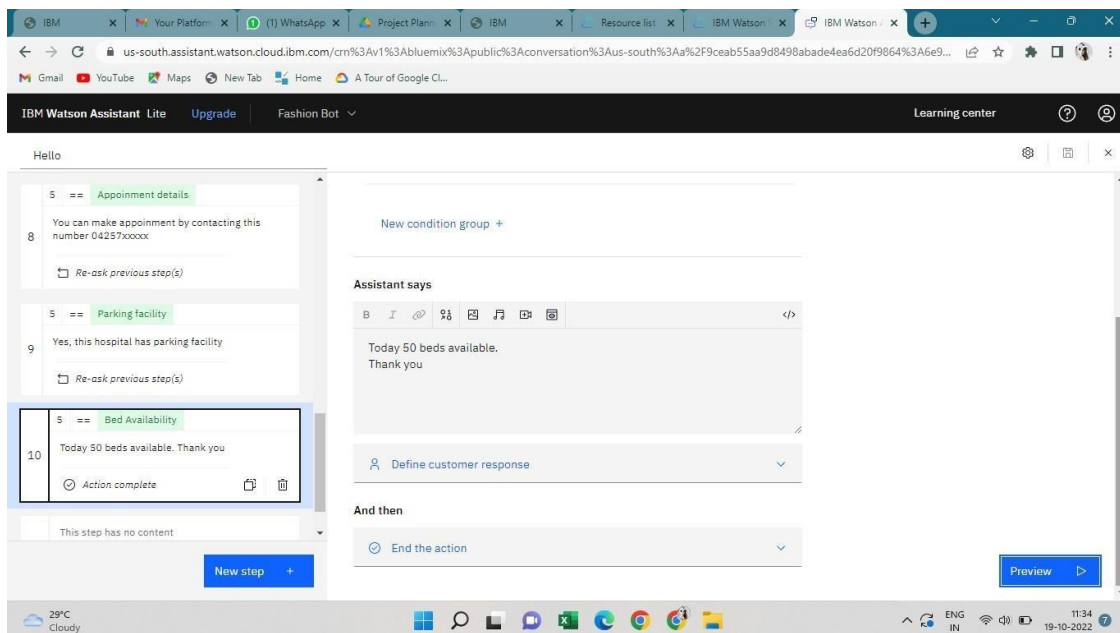 IBM
Your Platform
(1) WhatsApp
Project Plann
IBM
Resource list
IBM Watson
IBM Watson
us-south.assistant.watson.cloud.ibm.com/crn%3Av1%3Abluemix%3Apublic%3Aconversation%3Aus-south%3Aa%2F9ceab55aa9d8498abade4ea6d20f9864%3A6e9...
Gmail
YouTube
Maps
New Tab
Home
A Tour of Google Cl...
IBM Watson Assistant Lite
Upgrade
Fashion Bot
Learning center
Hello
5 == Appoinment details
You can make appoinment by contacting this
8 number 04257xxxxx
Re-ask previous step(s)
5 == Parking facility
9 Yes, this hospital has parking facility
Re-ask previous step(s)
5 == Bed Availability
10 Today 50 beds available. Thank you
Action complete
This step has no content
New step +
New condition group +
Assistant says
B I </>
Today 50 beds available.
Thank you
Define customer response
And then
End the action
Preview
29°C
Cloudy
ENG
IN
11:34
19-10-2022
7